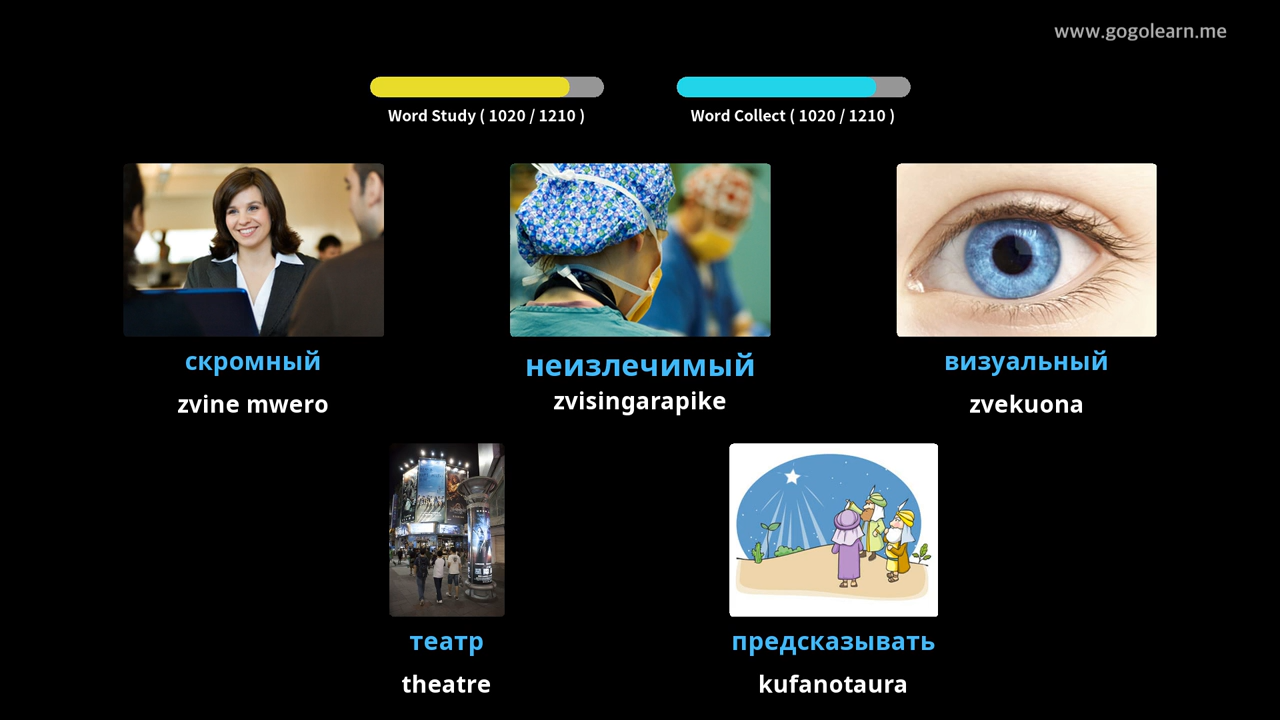 www.gogolearn.me
Word Study ( 1020 / 1210 )
Word Collect ( 1020 / 1210 )
скромный
неизлечимый
визуальный
zvine mwero
zvisingarapike
zvekuona
театр
предсказывать
theatre
kufanotaura